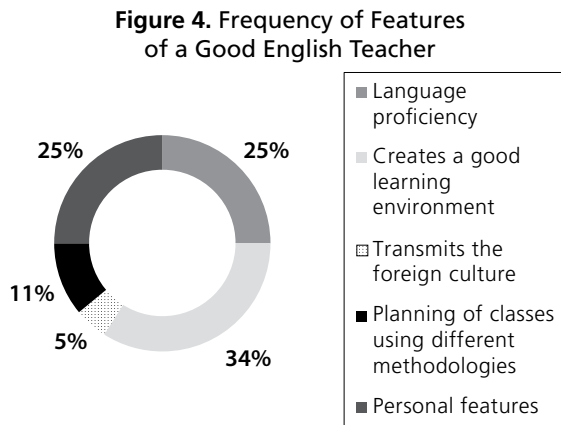 Figure 4. Frequency of Features
of a Good English Teacher
25%
25%
11%
5%
34%
Language
proficiency
Creates a good
learning
environment
Transmits the
foreign culture
Planning of classes
using different
methodologies
Personal features